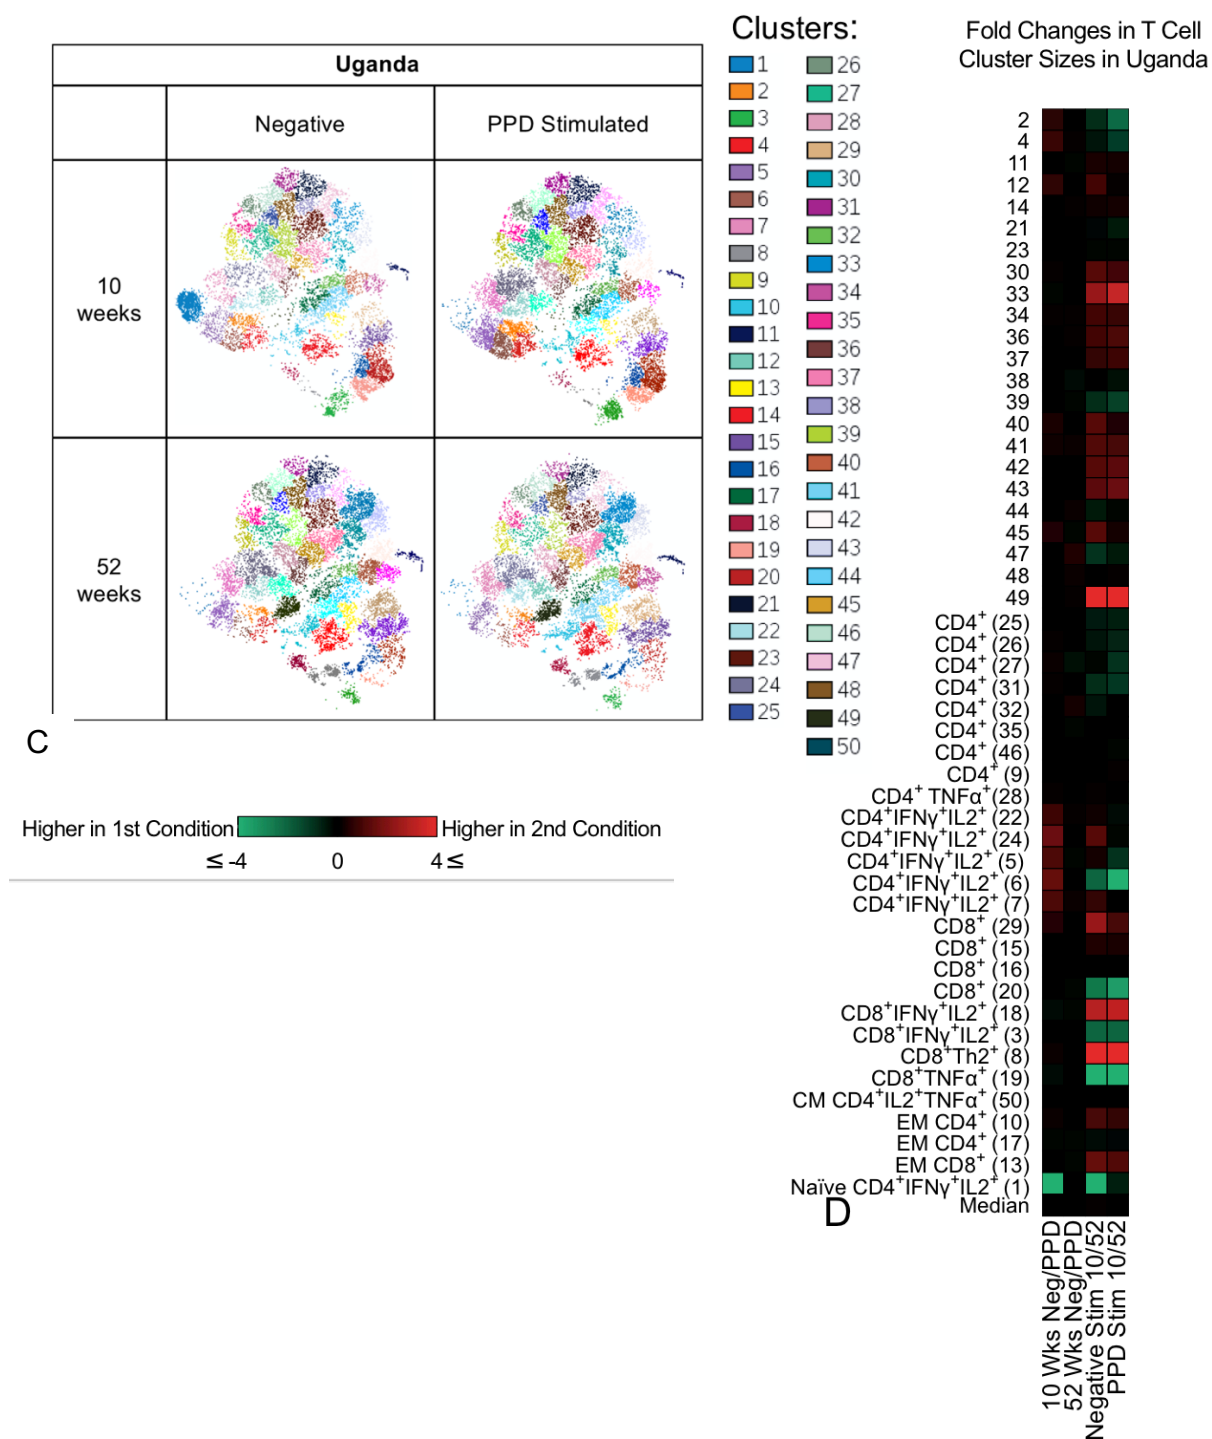 Uganda
Negative
PPD Stimulated
10
weeks
52
weeks
C
Clusters:
1
2
3
4
5
6
7
8
9
10
11
12
13
14
15
16
17
18
19
20
21
22
23
24
25
26
27
28
29
30
31
32
33
34
35
36
37
38
39
40
41
42
43
44
45
46
47
48
49
50
Higher in 1st Condition
Higher in 2nd Condition
≤ -4
0
4 ≤
Fold Changes in T Cell
Cluster Sizes in Uganda
2
4
11
12
14
21
23
30
33
34
36
37
38
39
40
41
42
43
44
45
47
48
49
CD4⁺ (25)
CD4⁺ (26)
CD4⁺ (27)
CD4⁺ (31)
CD4⁺ (32)
CD4⁺ (35)
CD4⁺ (46)
CD4⁺ (9)
CD4⁺ TNFα⁺(28)
CD4⁺IFNγ⁺IL2⁺ (22)
CD4⁺IFNγ⁺IL2⁺ (24)
CD4⁺IFNγ⁺IL2⁺ (5)
CD4⁺IFNγ⁺IL2⁺ (6)
CD4⁺IFNγ⁺IL2⁺ (7)
CD8⁺ (29)
CD8⁺ (15)
CD8⁺ (16)
CD8⁺ (20)
CD8⁺IFNγ⁺IL2⁺ (18)
CD8⁺IFNγ⁺IL2⁺ (3)
CD8⁺Th2⁺ (8)
CD8⁺TNFα⁺ (19)
CM CD4⁺IL2⁺TNFα⁺ (50)
EM CD4⁺ (10)
EM CD4⁺ (17)
EM CD8⁺ (13)
Naïve CD4⁺IFNγ⁺IL2⁺ (1)
Median
D
10 Wks Neg/PPD
52 Wks Neg/PPD
Negative Stim 10/52
PPD Stim 10/52